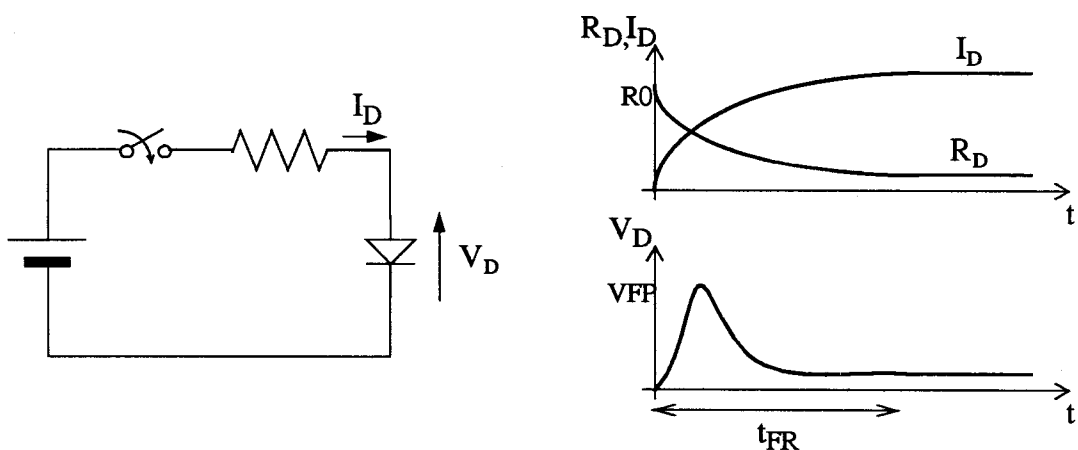 I_D
V_D
R_D,I_D
R0
I_D
R_D
t
V_D
VFP
t
t_FR